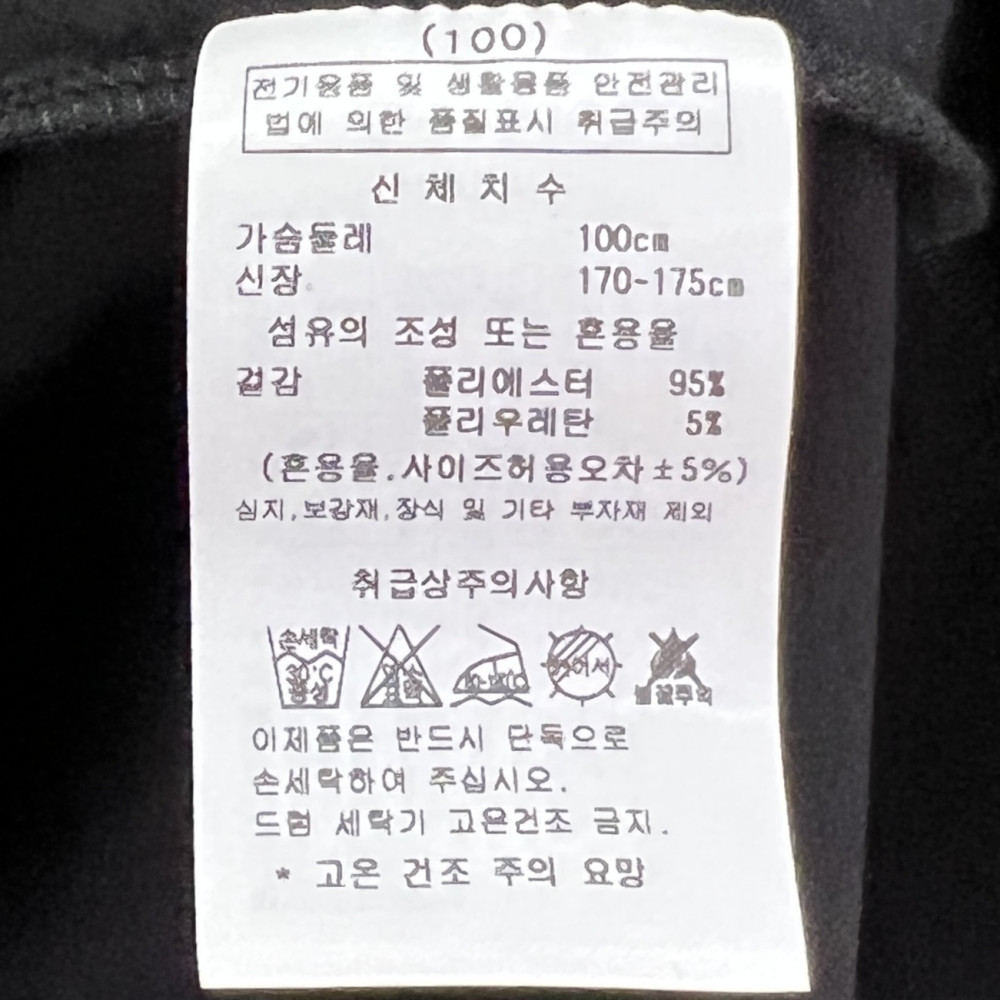 (100)
전기용품 및 생활용품 안전관리
법에 의한 품질표시 취급주의
신체치수
가슴둘레 100cm
신장. 170-175cm
섬유의 조성 또는 혼용율
겉감 폴리에스터 95%
폴리우레탄 5%
(혼용율.사이즈허용오차±5%)
심지,보강재,장식 및 기타 부자재 제외
취급상주의사항
손세탁
30°C
중성
뉘어서
이제품은 반드시 단독으로
손세탁하여 주십시오.
드럼 세탁기 고온건조 금지.
* 고온 건조 주의 요망